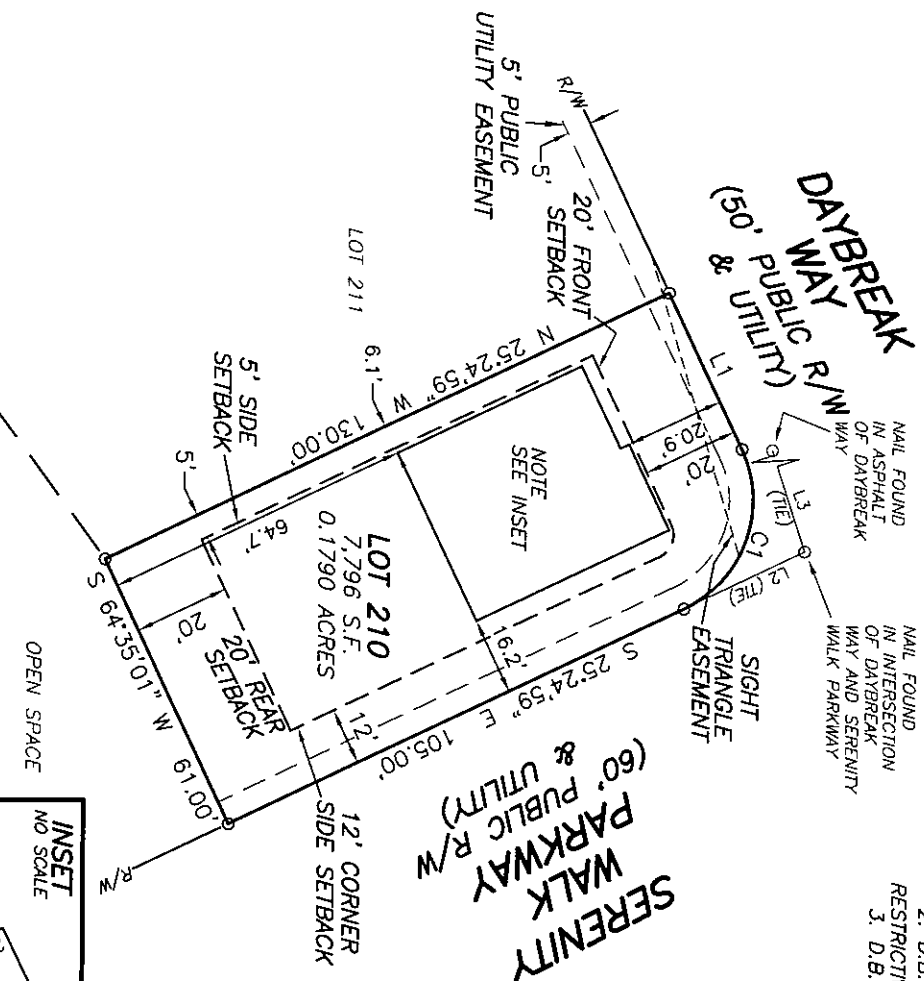 DAYBREAK
WAY
(50' PUBLIC R/W
& UTILITY)
R/W
5' PUBLIC
UTILITY EASEMENT
5'
20' FRONT
SETBACK
NAIL FOUND
IN ASPHALT
OF DAYBREAK
WAY
NAIL FOUND
IN INTERSECTION
OF DAYBREAK
WAY AND SERENITY
WALK PARKWAY
L1
L3
(TIE)
L2 (TIE)
C1
20.9'
20'
SIGHT
TRIANGLE
EASEMENT
LOT 211
6.1'
N 25°24'59" W 130.00'
NOTE
SEE INSET
5' SIDE
SETBACK
5'
64.7'
LOT 210
7,796 S.F.
0.1790 ACRES
16.2'
S 25°24'59" E 105.00'
20'
20' REAR
SETBACK
12'
12' CORNER
SIDE SETBACK
S 64°35'01" W 61.00'
SERENITY
WALK
PARKWAY
(60' PUBLIC R/W
& UTILITY)
R/W
OPEN SPACE
INSET
NO SCALE
RESTRICTI
3. D.B.